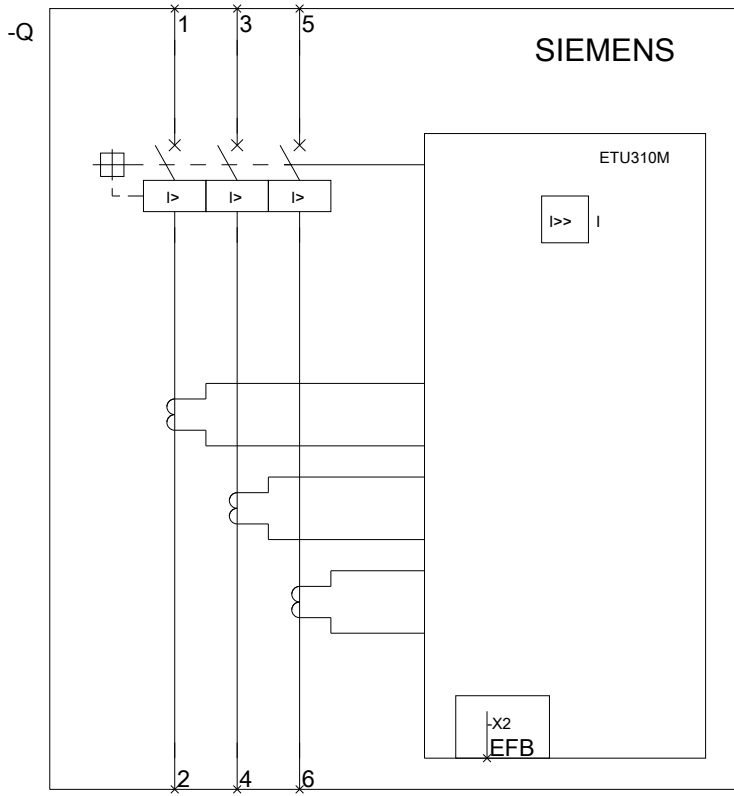 -Q
1 3 5
SIEMENS
ETU310M
I> I> I>
I>> I
-X2
EFB
2 4 6